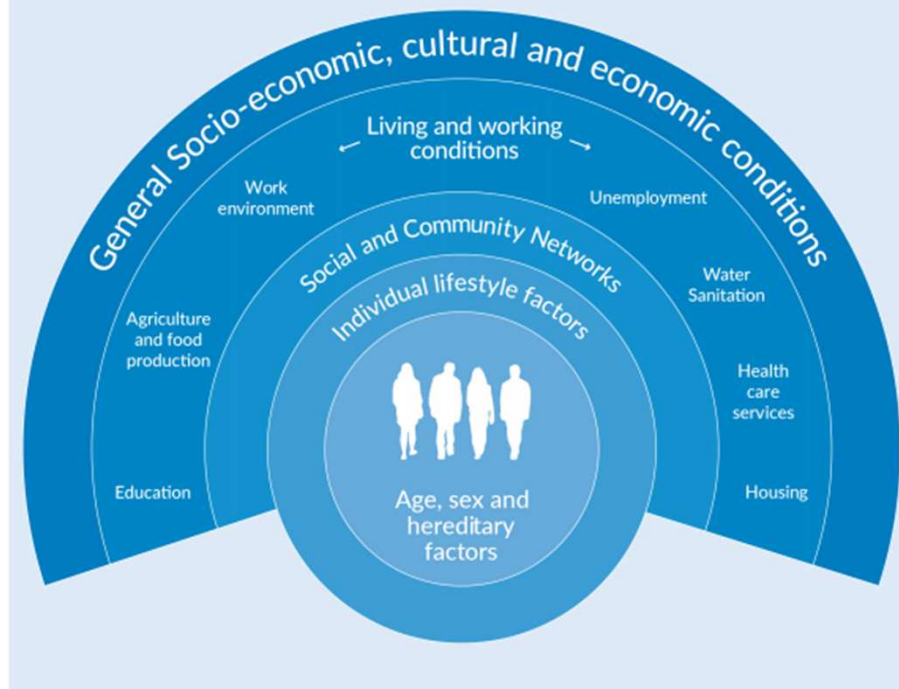 General Socio-economic, cultural and economic conditions
← Living and working →
conditions
Work
environment
Unemployment
Social and Community Networks
Water
Sanitation
Individual lifestyle factors
Agriculture
and food
production
Health
care
services
Education
Housing
Age, sex and
hereditary
factors